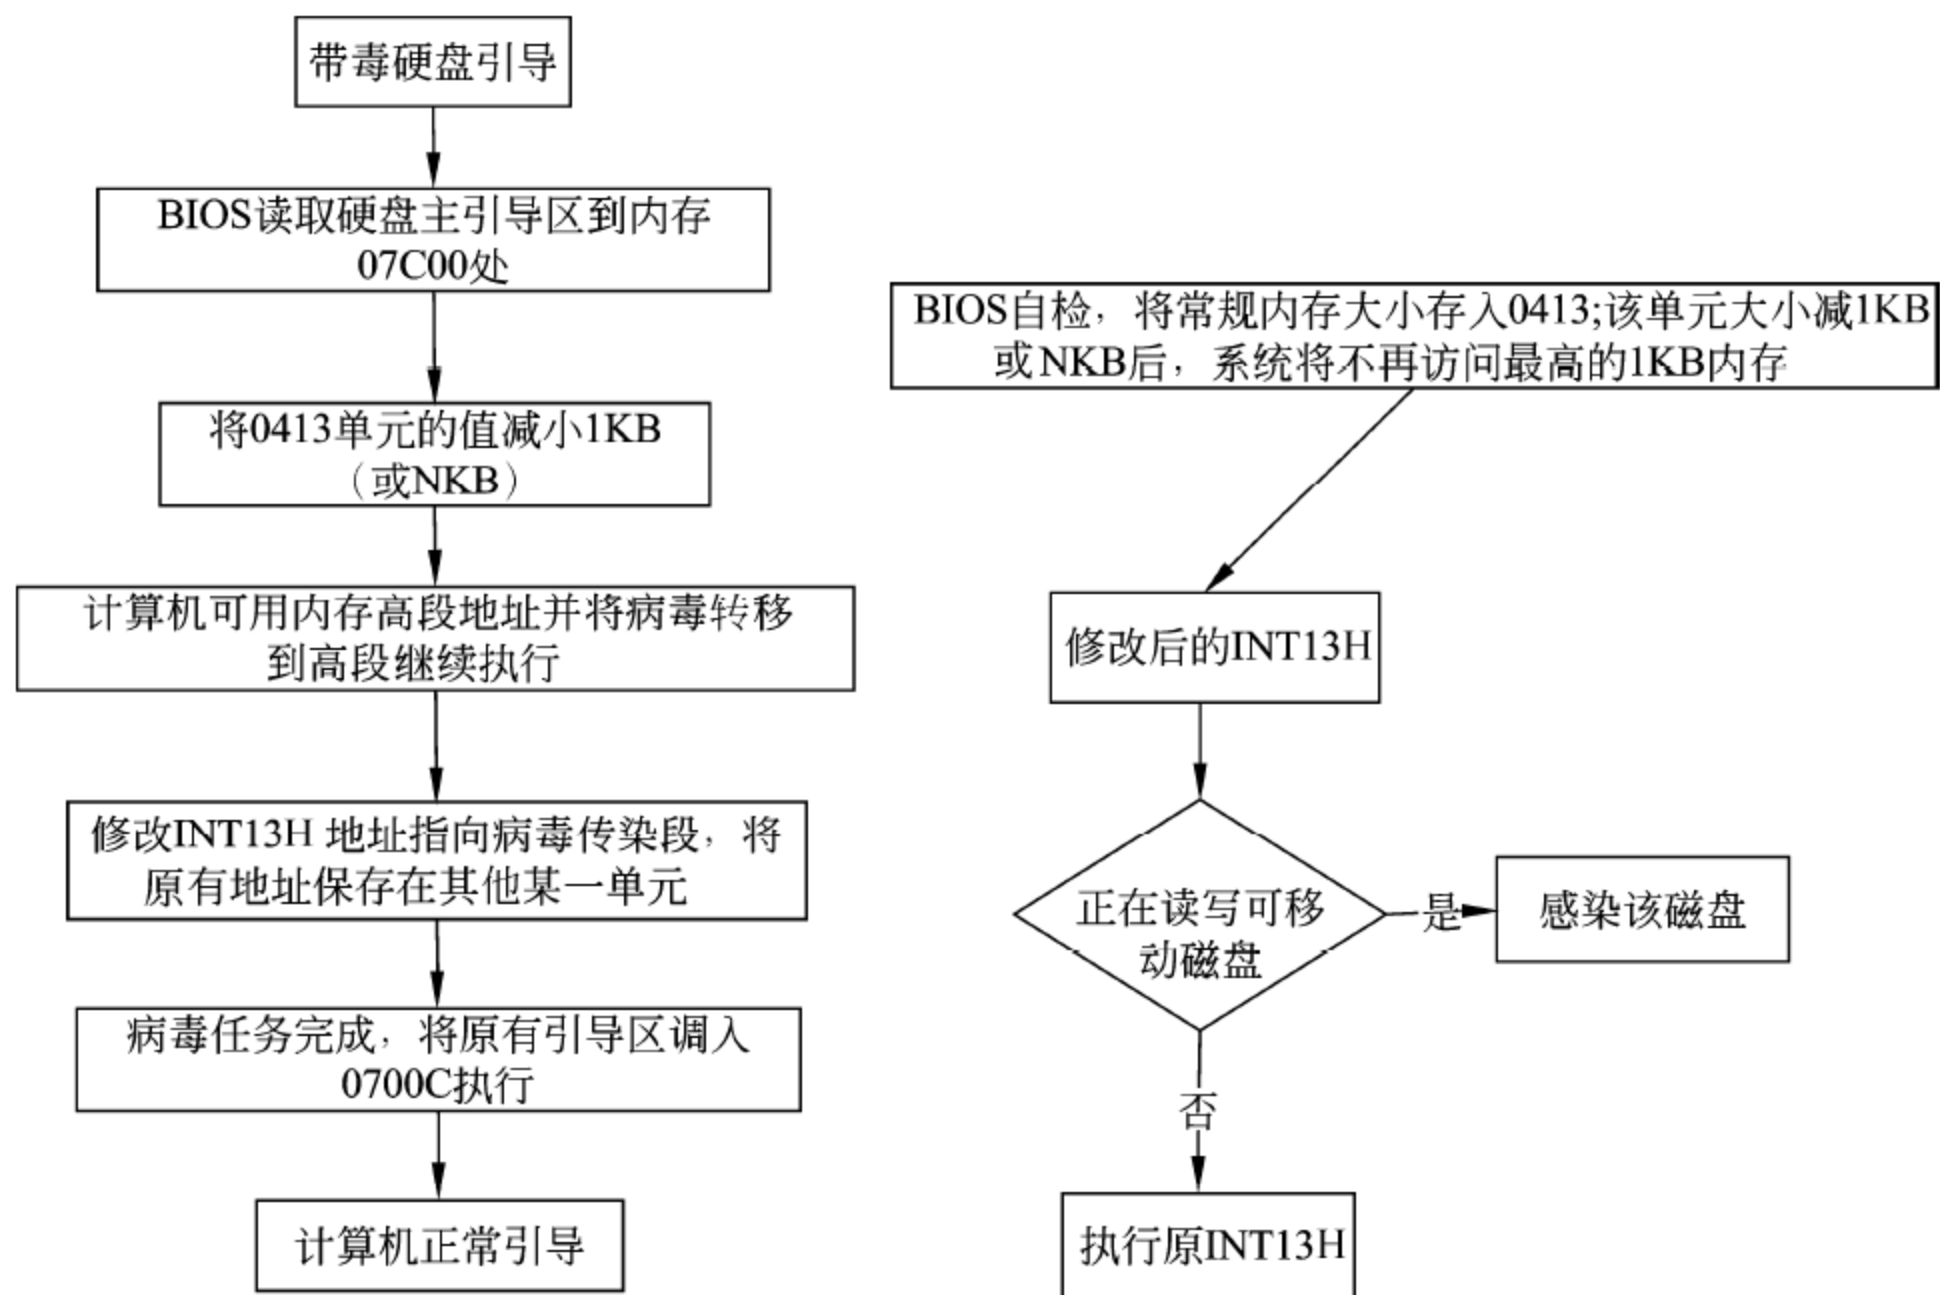 带毒硬盘引导
BIOS读取硬盘主引导区到内存
07C00处
将0413单元的值减小1KB
（或NKB）
计算机可用内存高段地址并将病毒转移
到高段继续执行
修改INT13H 地址指向病毒传染段，将
原有地址保存在其他某一单元
病毒任务完成，将原有引导区调入
0700C执行
计算机正常引导
BIOS自检，将常规内存大小存入0413;该单元大小减1KB
或NKB后，系统将不再访问最高的1KB内存
修改后的INT13H
正在读写可移
动磁盘
是
感染该磁盘
否
执行原INT13H